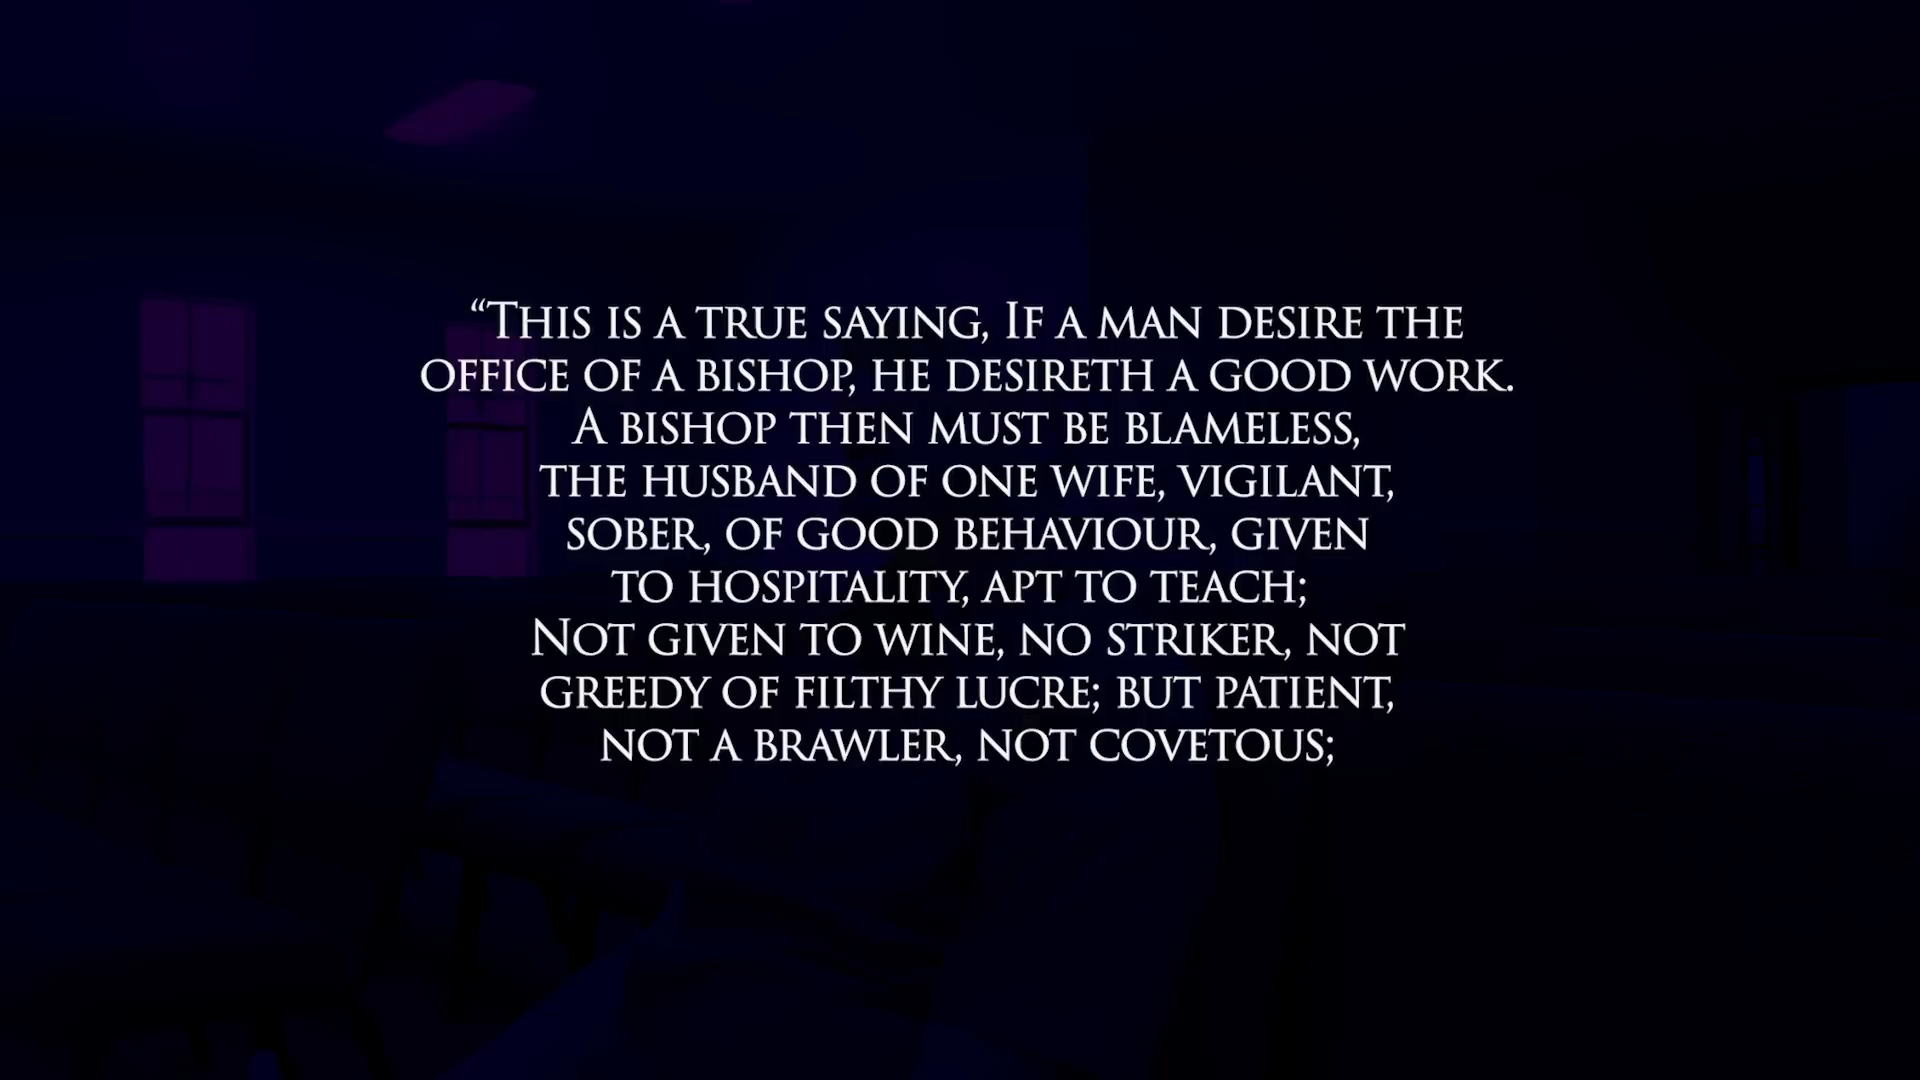 “This is a true saying, If a man desire the
office of a bishop, he desireth a good work.
A bishop then must be blameless,
the husband of one wife, vigilant,
sober, of good behaviour, given
to hospitality, apt to teach;
Not given to wine, no striker, not
greedy of filthy lucre; but patient,
not a brawler, not covetous;